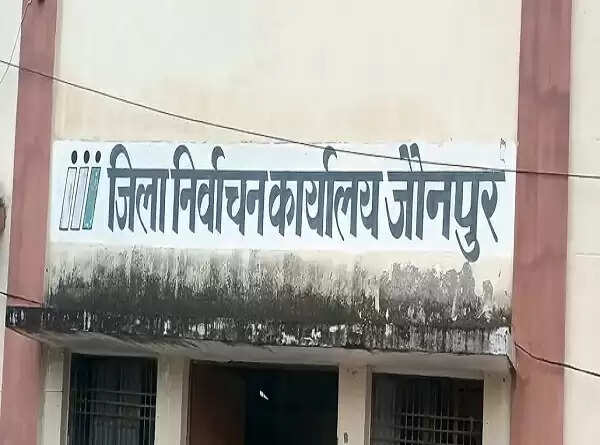 जिला निर्वाचन कार्यालय जौनपुर